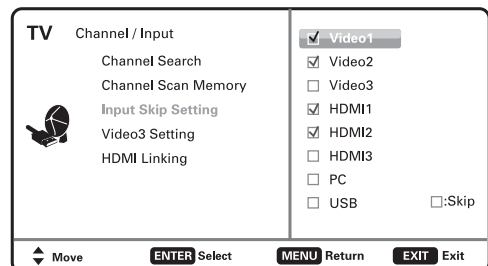 TV Channel / Input
Channel Search
Channel Scan Memory
Input Skip Setting
Video3 Setting
HDMI Linking
Video1
Video2
Video3
HDMI1
HDMI2
HDMI3
PC
USB
:Skip
Move ENTER Select MENU Return EXIT Exit